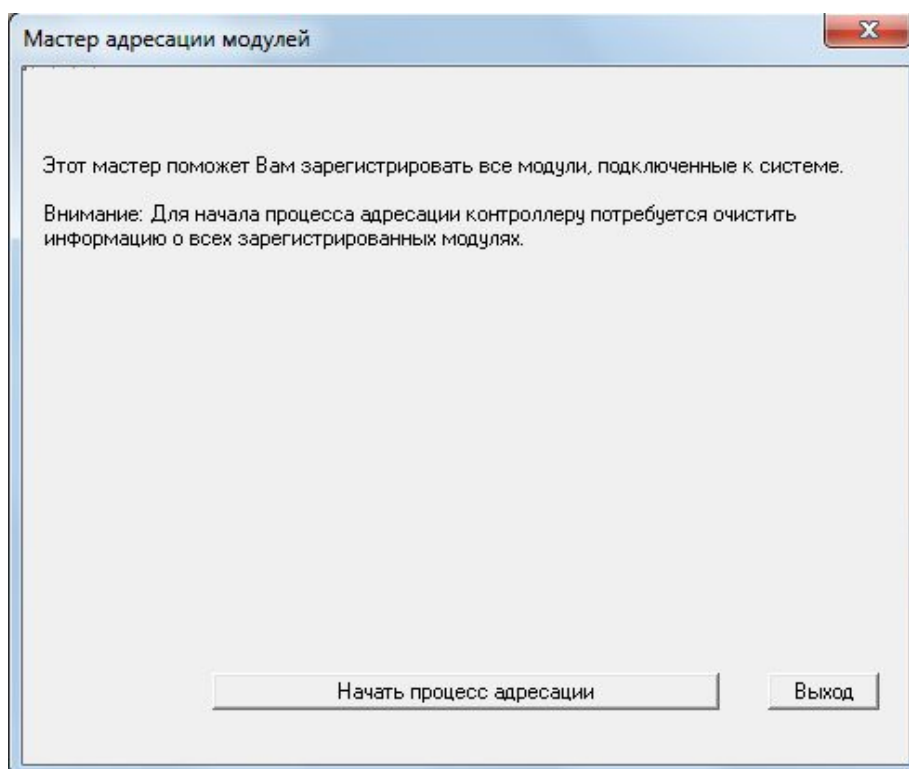 Мастер адресации модулей
Этот мастер поможет Вам зарегистрировать все модули, подключенные к системе.
Внимание: Для начала процесса адресации контроллеру потребуется очистить
информацию о всех зарегистрированных модулях.
Начать процесс адресации
Выход